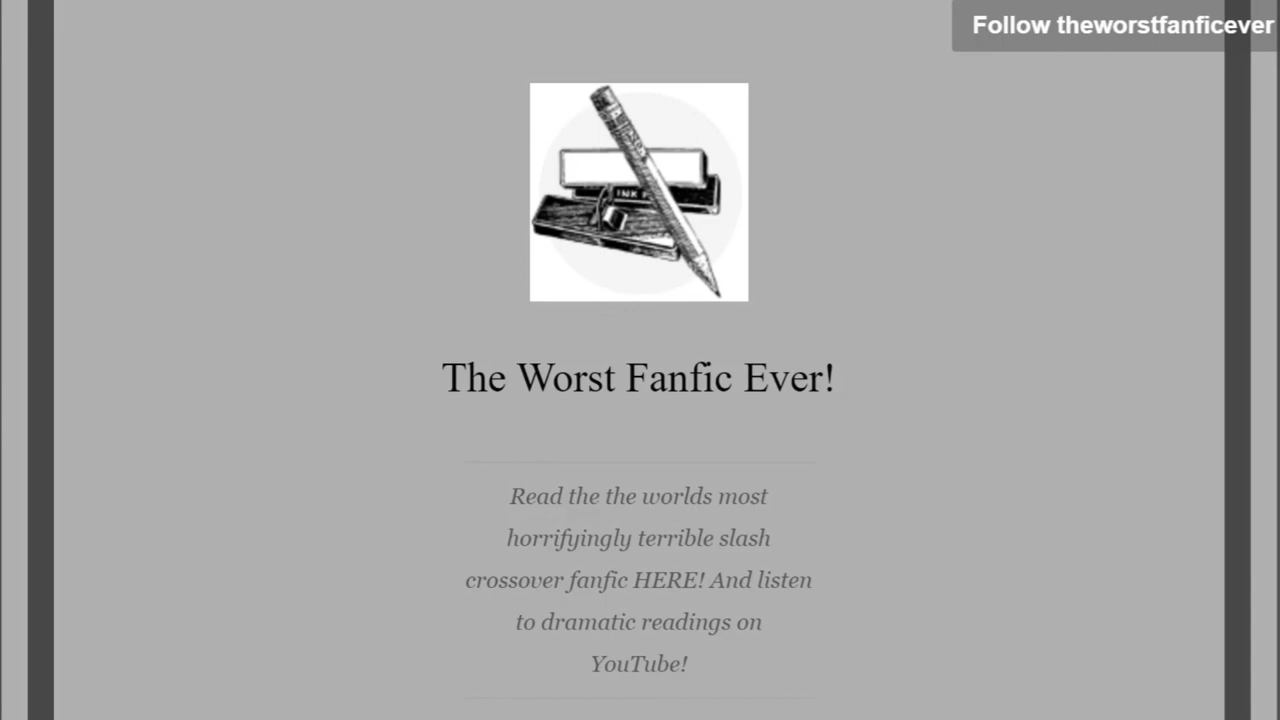 Follow theworstfanficever
INK
The Worst Fanfic Ever!
Read the the worlds most
horrifyingly terrible slash
crossover fanfic HERE! And listen
to dramatic readings on
YouTube!